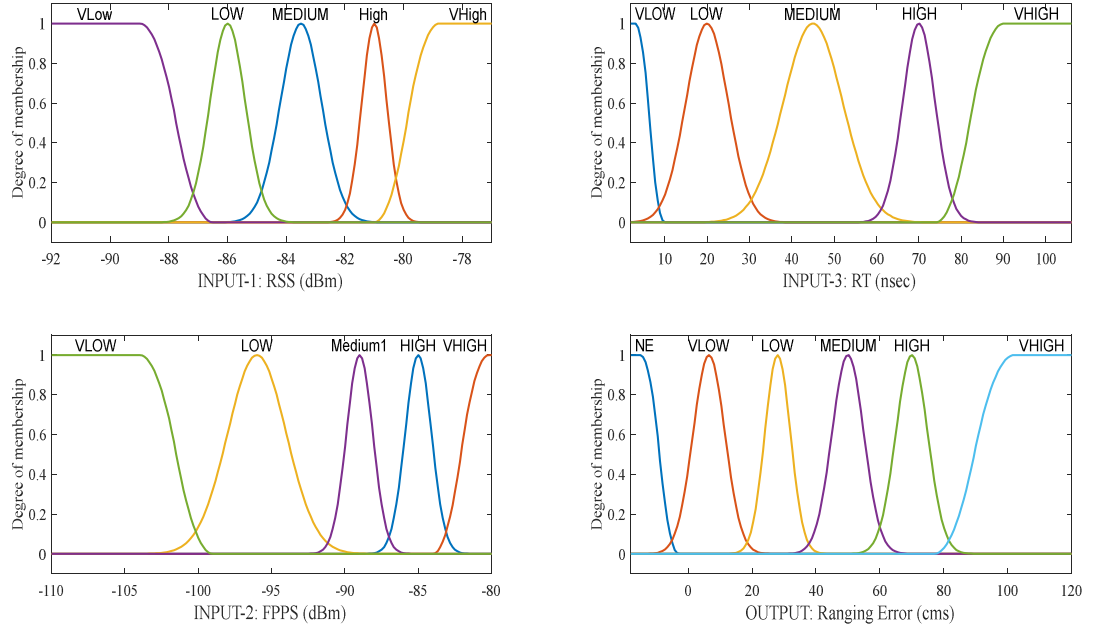 VLow LOW MEDIUM High VHigh
1
0.8
0.6
0.4
0.2
0
Degree of membership
-92 -90 -88 -86 -84 -82 -80 -78
INPUT-1: RSS (dBm)
VLOW LOW MEDIUM HIGH VHIGH
1
0.8
0.6
0.4
0.2
0
Degree of membership
10 20 30 40 50 60 70 80 90 100
INPUT-3: RT (nsec)
VLOW LOW Medium1 HIGH VHIGH
1
0.8
0.6
0.4
0.2
0
Degree of membership
-110 -105 -100 -95 -90 -85 -80
INPUT-2: FPPS (dBm)
NE VLOW LOW MEDIUM HIGH VHIGH
1
0.8
0.6
0.4
0.2
0
Degree of membership
0 20 40 60 80 100 120
OUTPUT: Ranging Error (cms)